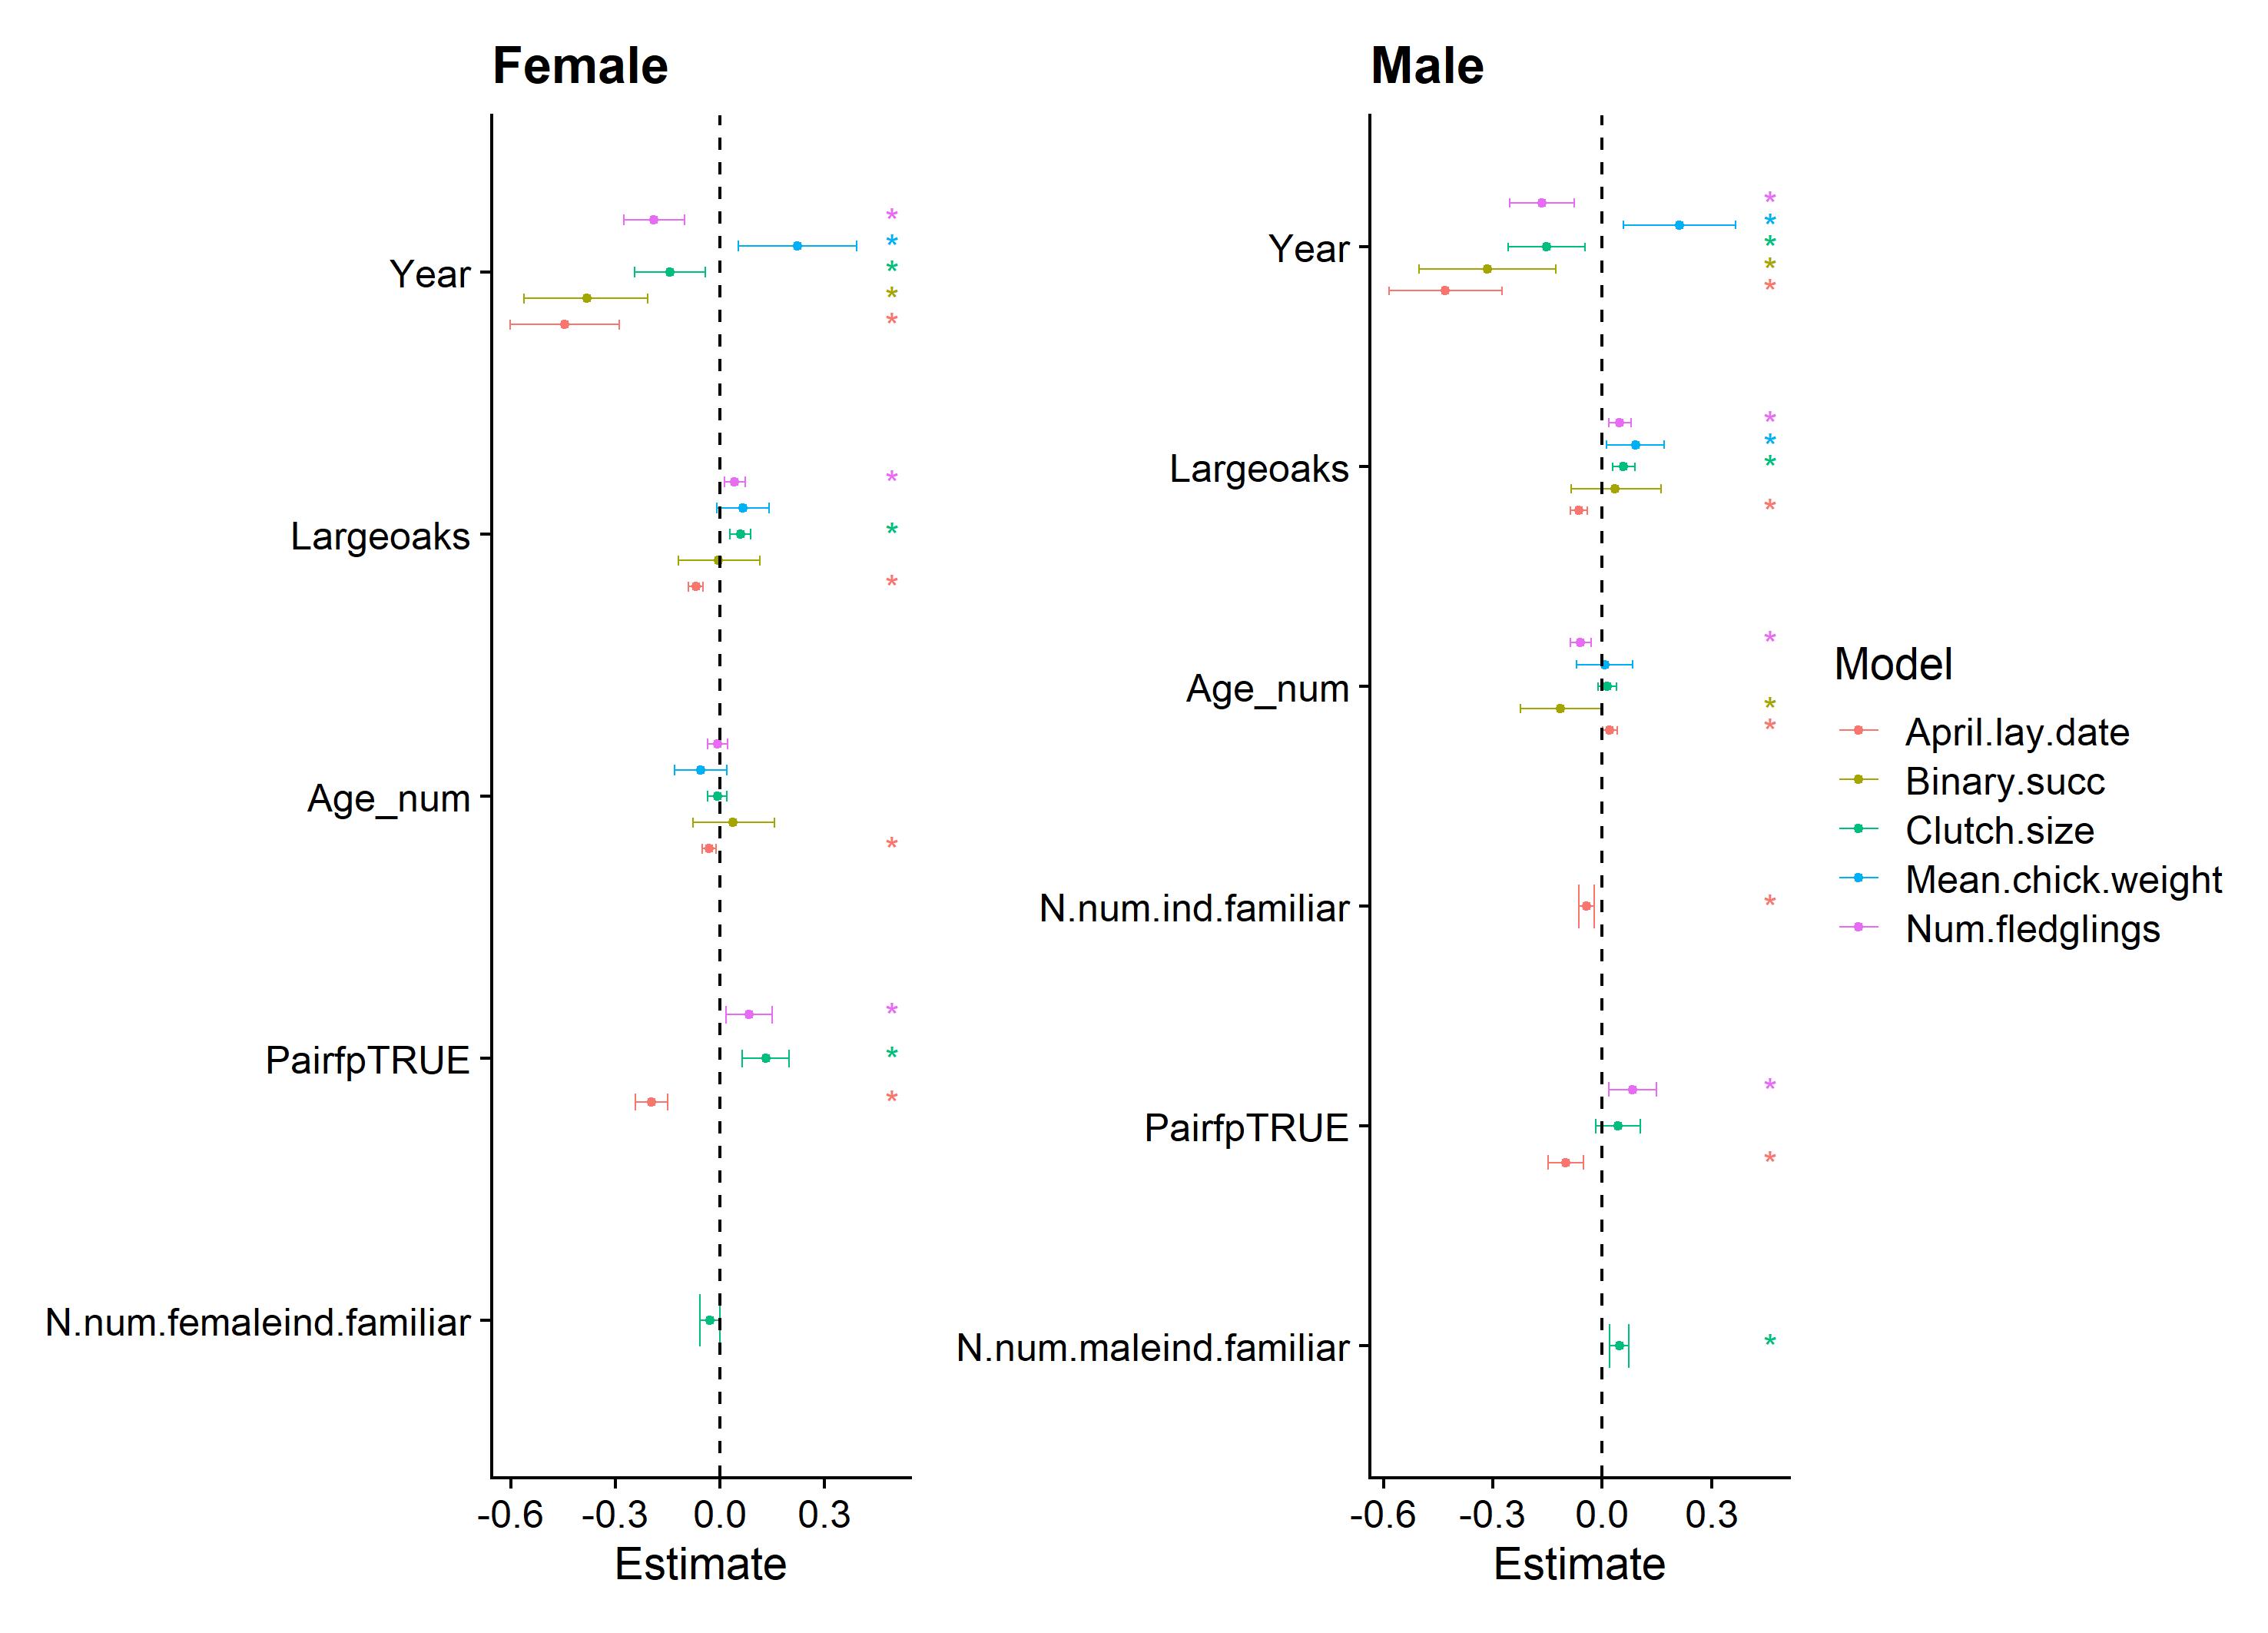 Female
Year
*
*
*
*
*
Largeoaks
*
*
*
Age_num
*
PairfpTRUE
*
*
*
N.num.femaleind.familiar
-0.6 -0.3 0.0 0.3
Estimate
Male
Year
*
*
*
*
*
Largeoaks
*
*
*
*
Age_num
*
*
*
N.num.ind.familiar
*
PairfpTRUE
*
*
N.num.maleind.familiar
*
-0.6 -0.3 0.0 0.3
Estimate
Model
April.lay.date
Binary.succ
Clutch.size
Mean.chick.weight
Num.fledglings